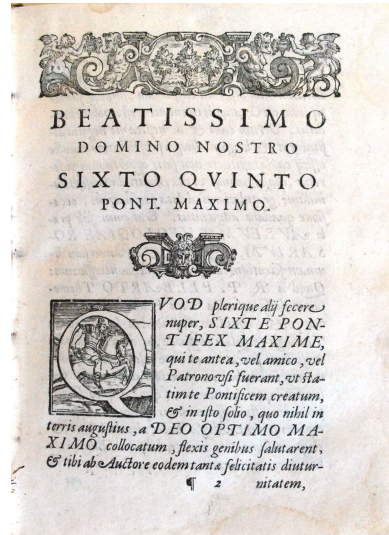 BEATISSIMO
DOMINO NOSTRO
SIXTO QVINTO
PONT. MAXIMO.
QVOD plerique alij fecere
nuper, SIXTE PON-
TIFEX MAXIME,
qui te antea, vel amico, vel
Patrono vsi fuerant, vt sta-
tim te Pontificem creatum,
& in isto solio, quo nihil in
terris augustius, a DEO OPTIMO MA-
XIMO collocatum, flexis genibus salutarent,
& tibi ab Auctore eodem tantæ felicitatis diutur-
¶ 2 nitatem,